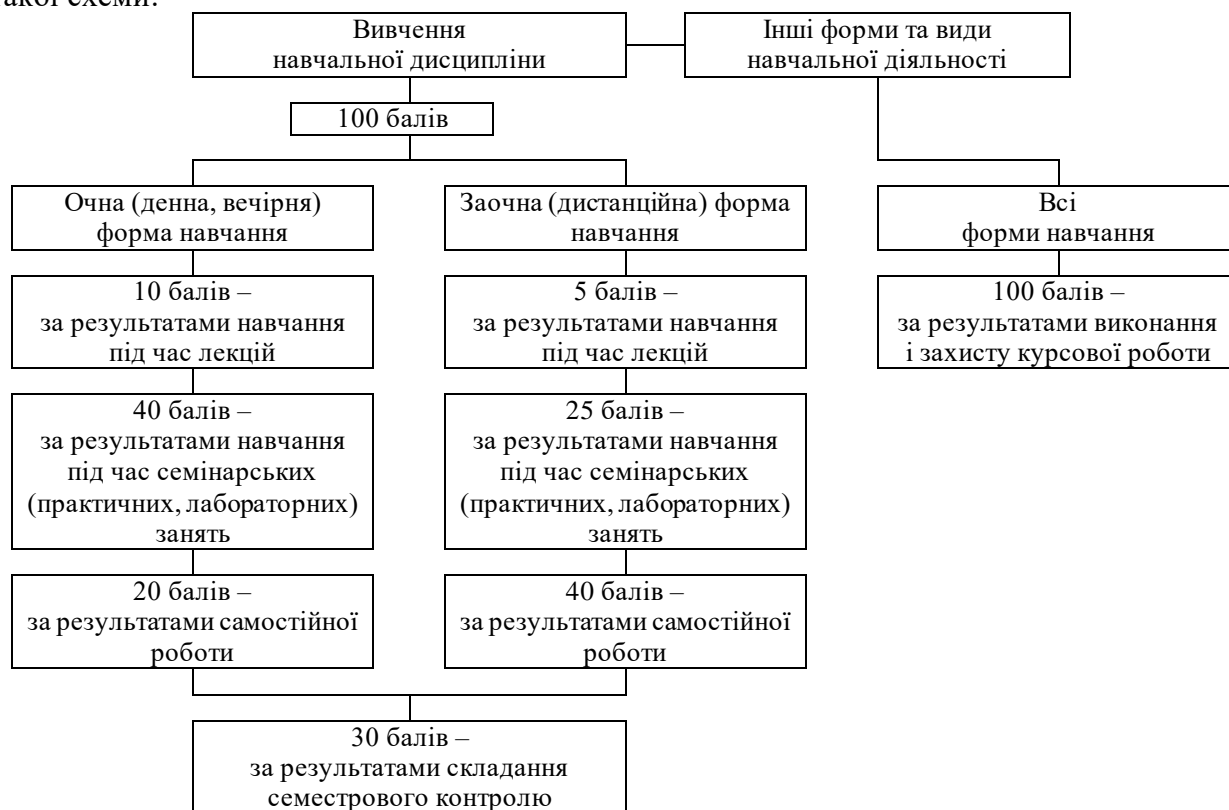 такої схеми:
Вивчення
навчальної дисципліни
Інші форми та види
навчальної діяльності
100 балів
Очна (денна, вечірня)
форма навчання
Заочна (дистанційна) форма
навчання
Всі
форми навчання
10 балів –
за результатами навчання
під час лекцій
5 балів –
за результатами навчання
під час лекцій
100 балів –
за результатами виконання
і захисту курсової роботи
40 балів –
за результатами навчання
під час семінарських
(практичних, лабораторних)
занять
25 балів –
за результатами навчання
під час семінарських
(практичних, лабораторних)
занять
20 балів –
за результатами самостійної
роботи
40 балів –
за результатами самостійної
роботи
30 балів –
за результатами складання
семестрового контролю